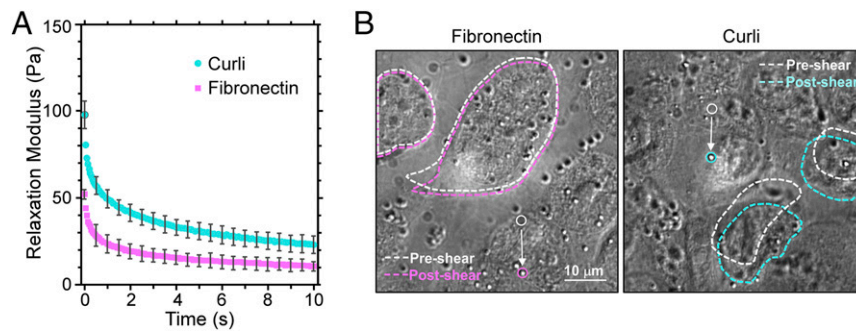 A
Relaxation Modulus (Pa)
150
100
50
0
Curli
Fibronectin
0 2 4 6 8 10
Time (s)
B
Fibronectin
Pre-shear
Post-shear
10 μm
Curli
Pre-shear
Post-shear